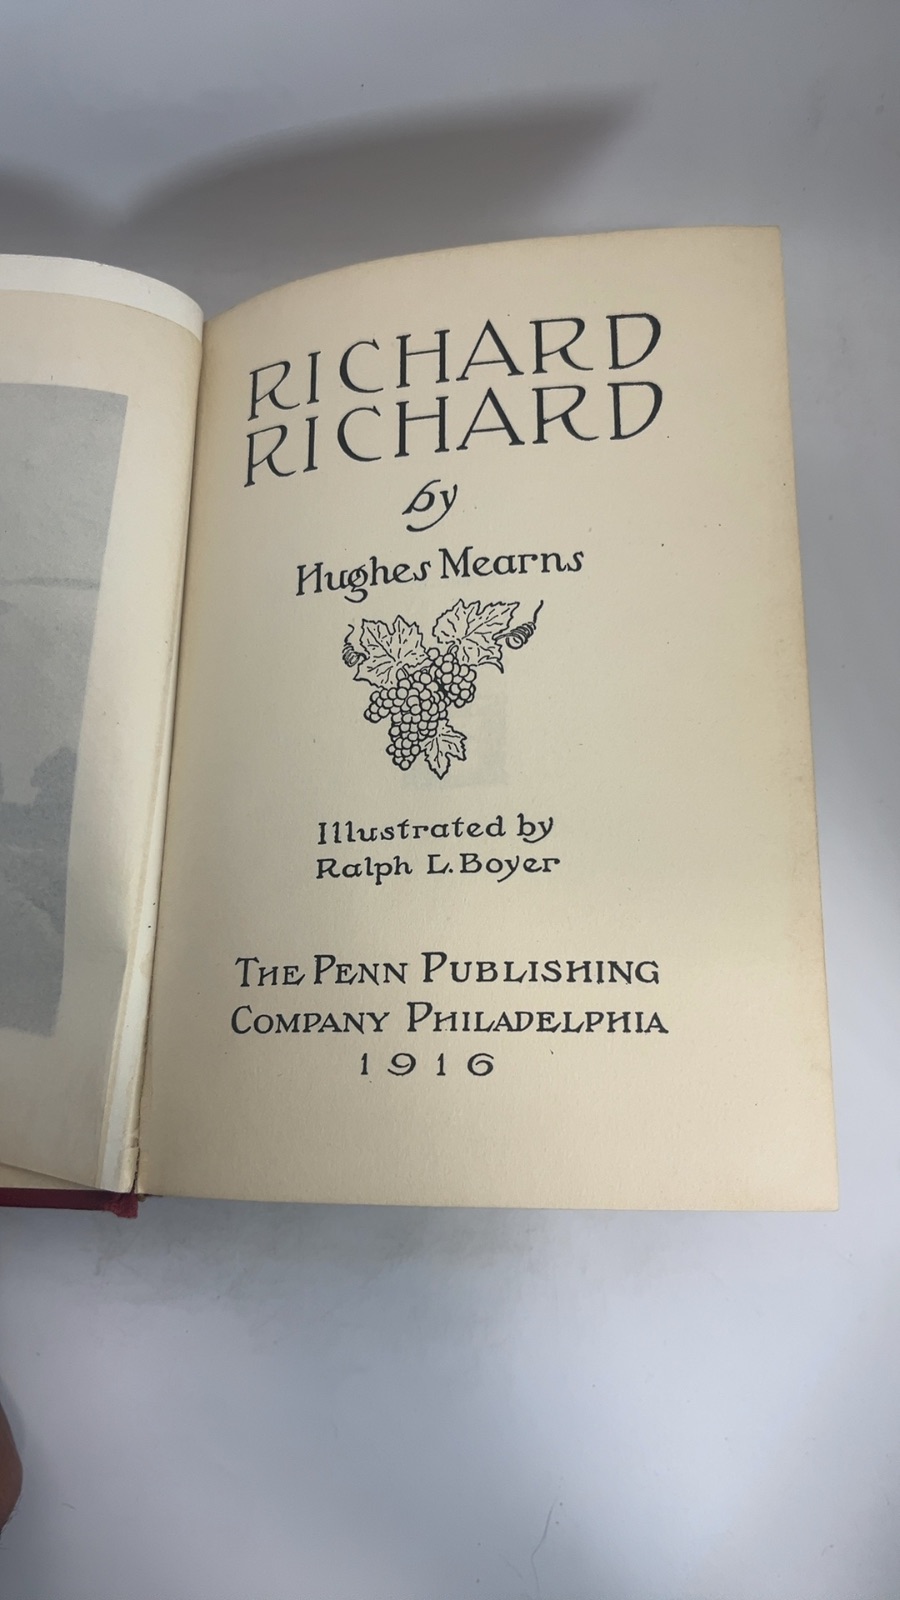 RICHARD
RICHARD
by
Hughes Mearns
Illustrated by
Ralph L. Boyer
THE PENN PUBLISHING
COMPANY PHILADELPHIA
1916